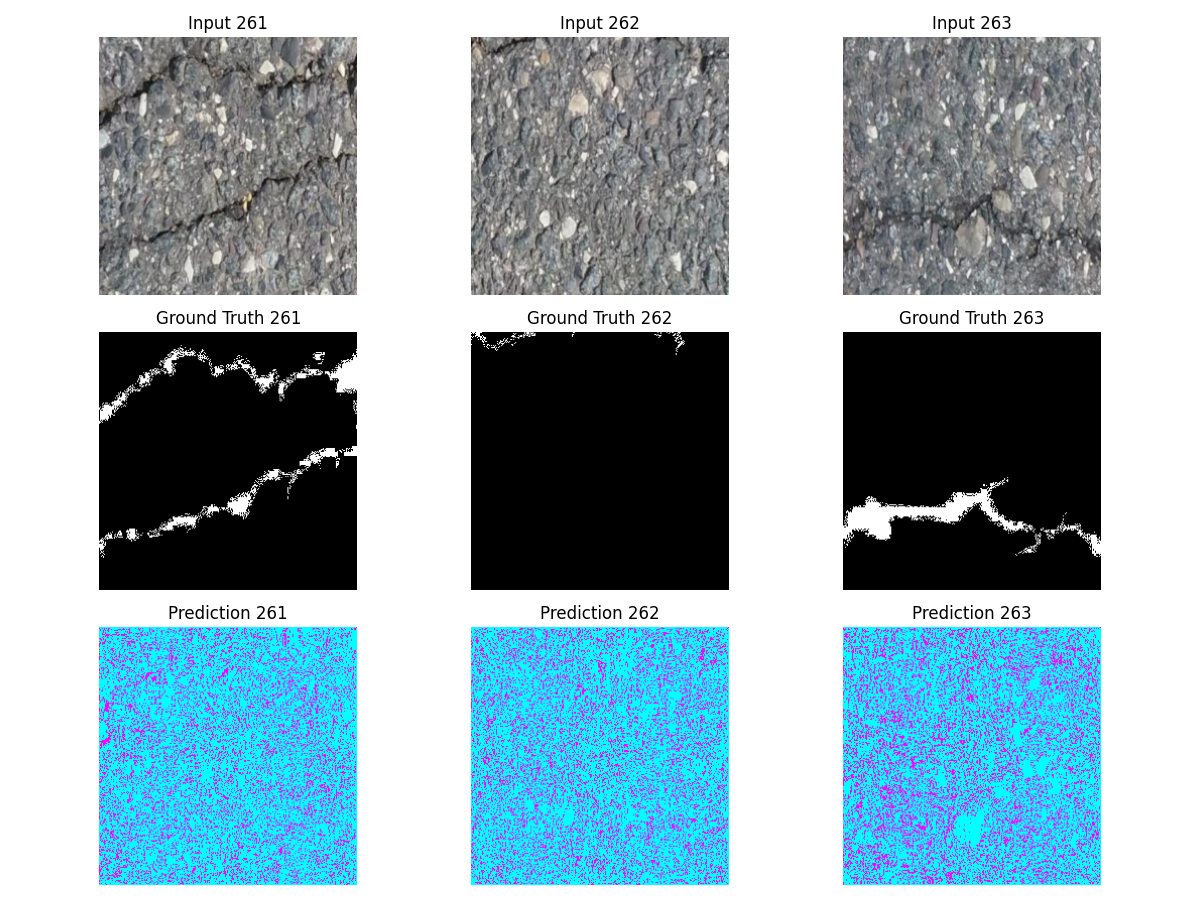 Input 261
Input 262
Input 263
Ground Truth 261
Ground Truth 262
Ground Truth 263
Prediction 261
Prediction 262
Prediction 263